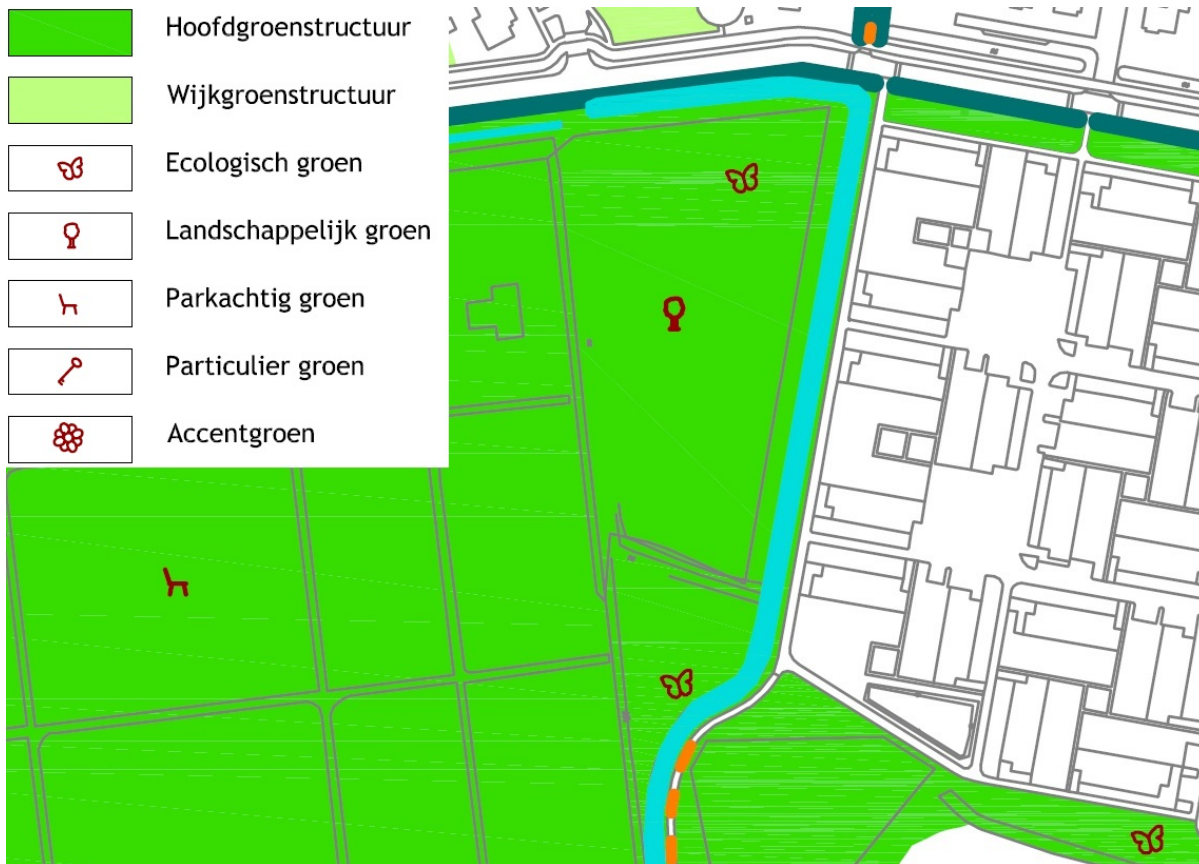 Hoofdgroenstructuur
Wijkgroenstructuur
Ecologisch groen
Landschappelijk groen
Parkachtig groen
Particulier groen
Accentgroen